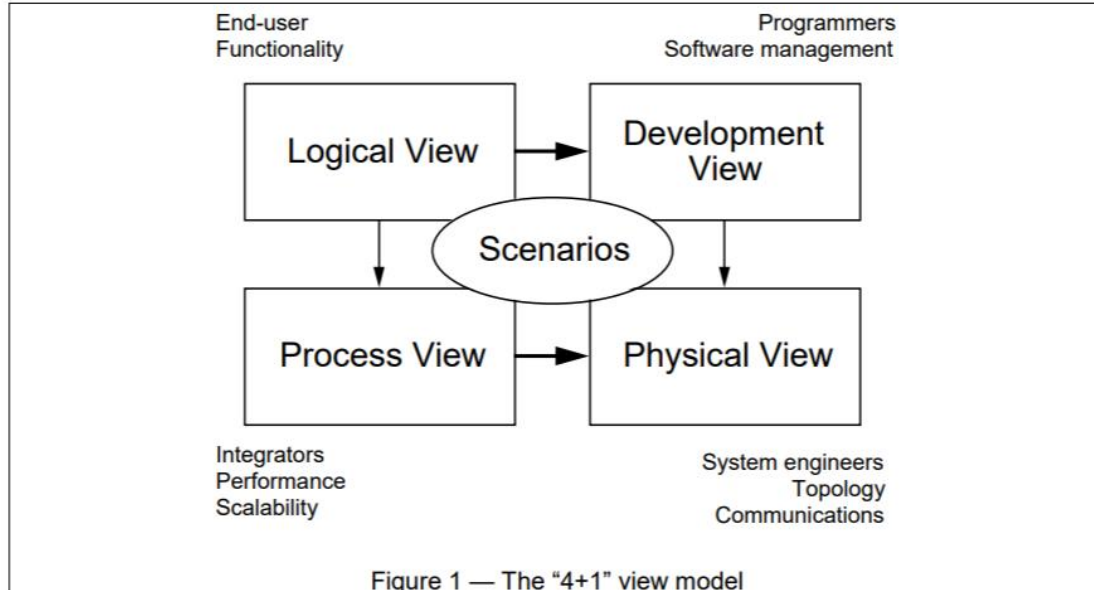 End-user
Functionality
Programmers
Software management
Logical View
Development
View
Scenarios
Process View
Physical View
Integrators
Performance
Scalability
System engineers
Topology
Communications
Figure 1 — The “4+1” view model